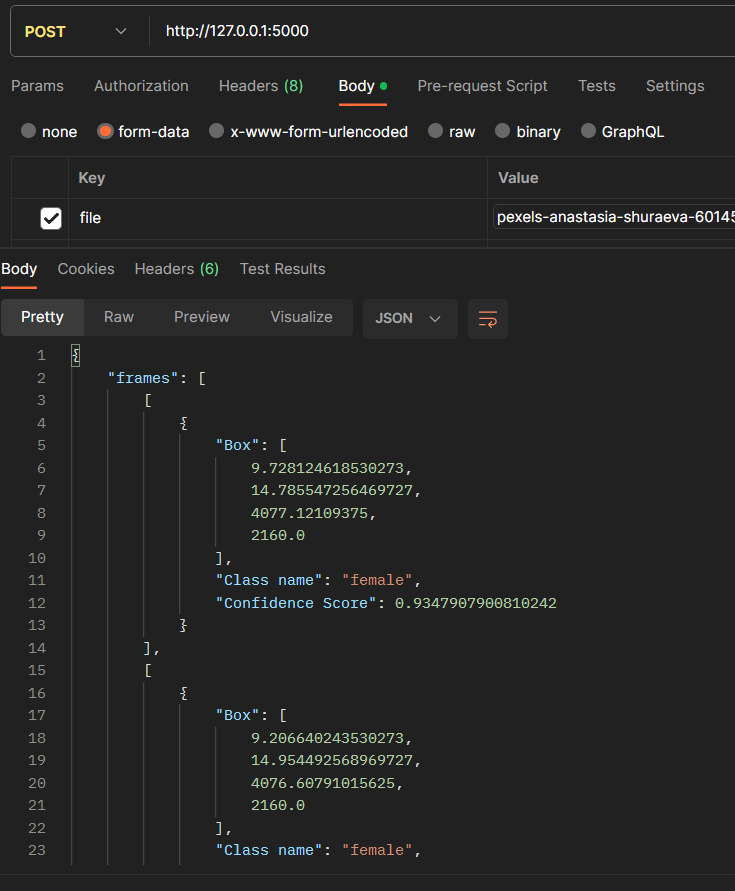 POST http://127.0.0.1:5000
Params Authorization Headers (8) Body Pre-request Script Tests Settings
none form-data x-www-form-urlencoded raw binary GraphQL
Key Value
file pexels-anastasia-shuraeva-60145
Body Cookies Headers (6) Test Results
Pretty Raw Preview Visualize JSON
1 {
2 "frames": [
3 [
4 {
5 "Box": [
6 9.728124618530273,
7 14.785547256469727,
8 4077.12109375,
9 2160.0
10 ],
11 "Class name": "female",
12 "Confidence Score": 0.9347907900810242
13 }
14 ],
15 [
16 {
17 "Box": [
18 9.206640243530273,
19 14.954492568969727,
20 4076.60791015625,
21 2160.0
22 ],
23 "Class name": "female",